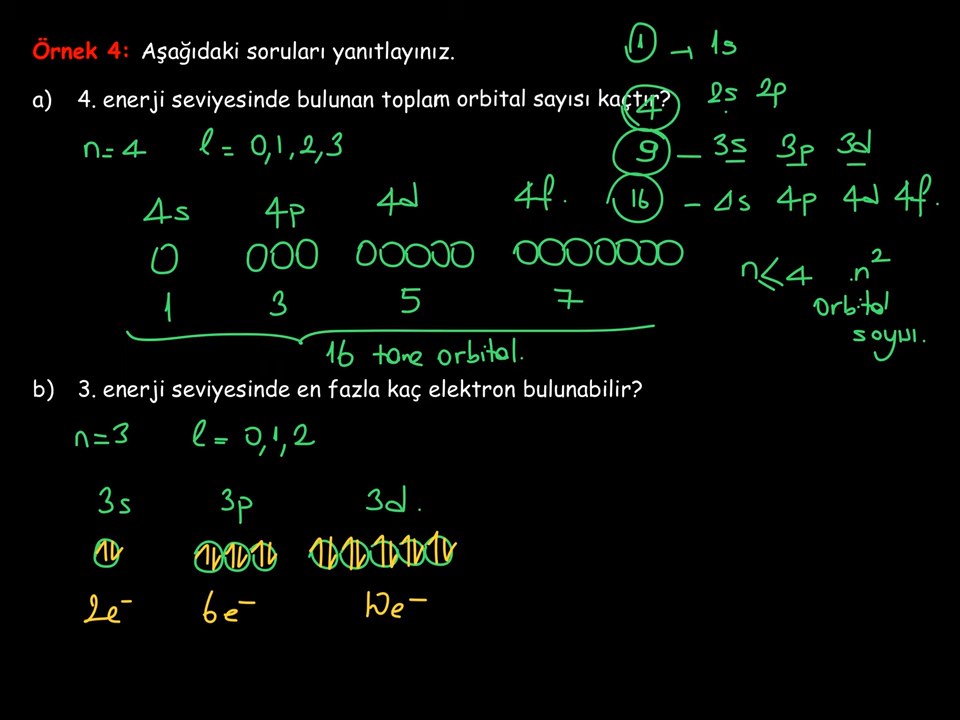 Örnek 4: Aşağıdaki soruları yanıtlayınız.
1 → 1s
a) 4. enerji seviyesinde bulunan toplam orbital sayısı kaçtır?
4 2s 2p
n=4 l = 0,1,2,3
9 - 3s 3p 3d
16 - 4s 4p 4d 4f.
4s 4p 4d 4f.
1 3 5 7
n≤4 .n²
orbital
sayısı.
16 tane orbital.
b) 3. enerji seviyesinde en fazla kaç elektron bulunabilir?
n=3 l = 0,1,2
3s 3p 3d.
2e⁻ 6e⁻ 10e⁻